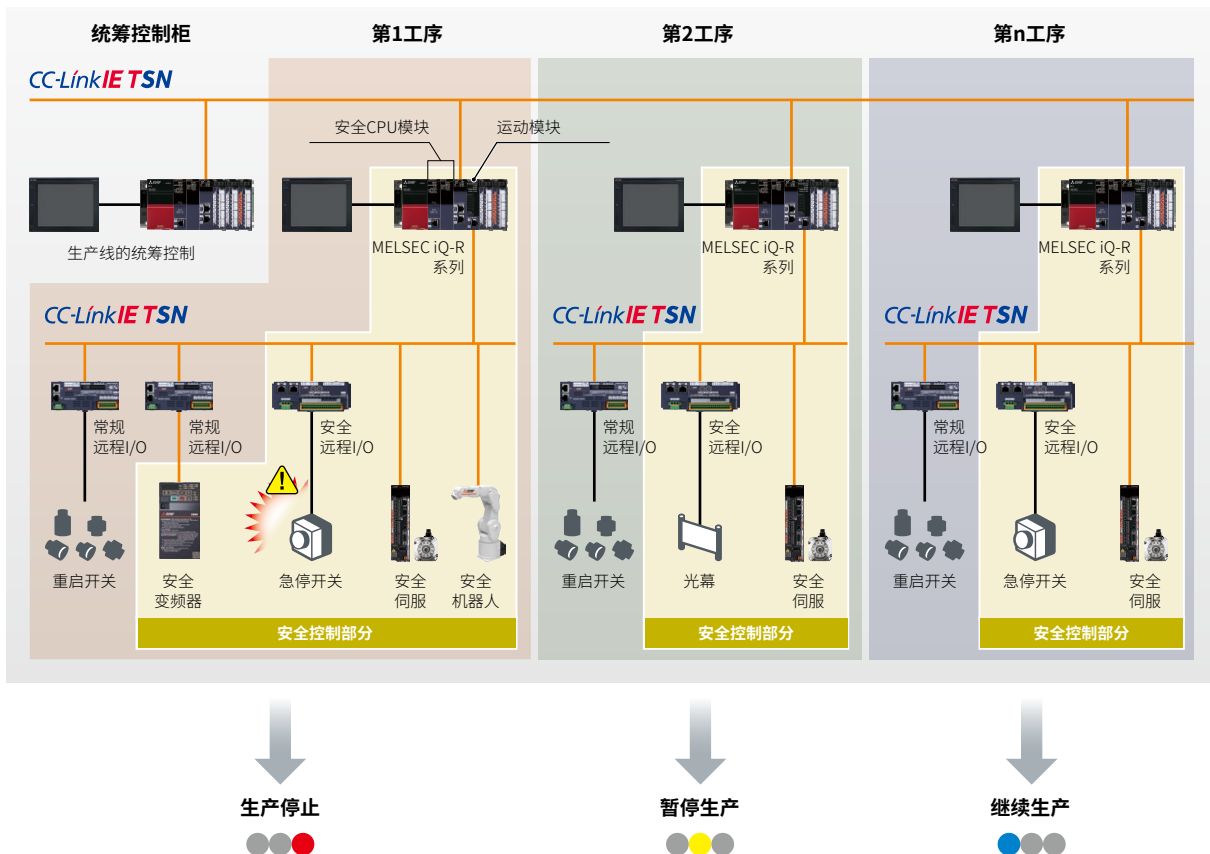 统筹控制柜
第1工序
第2工序
第n工序
CC-Link IE TSN
安全CPU模块
运动模块
生产线的统筹控制
MELSEC iQ-R
系列
MELSEC iQ-R
系列
MELSEC iQ-R
系列
CC-Link IE TSN
CC-Link IE TSN
CC-Link IE TSN
常规
远程I/O
常规
远程I/O
安全
远程I/O
常规
远程I/O
安全
远程I/O
常规
远程I/O
安全
远程I/O
重启开关
安全
变频器
急停开关
安全
伺服
安全
机器人
重启开关
光幕
安全
伺服
重启开关
急停开关
安全
伺服
安全控制部分
安全控制部分
安全控制部分
生产停止
暂停生产
继续生产